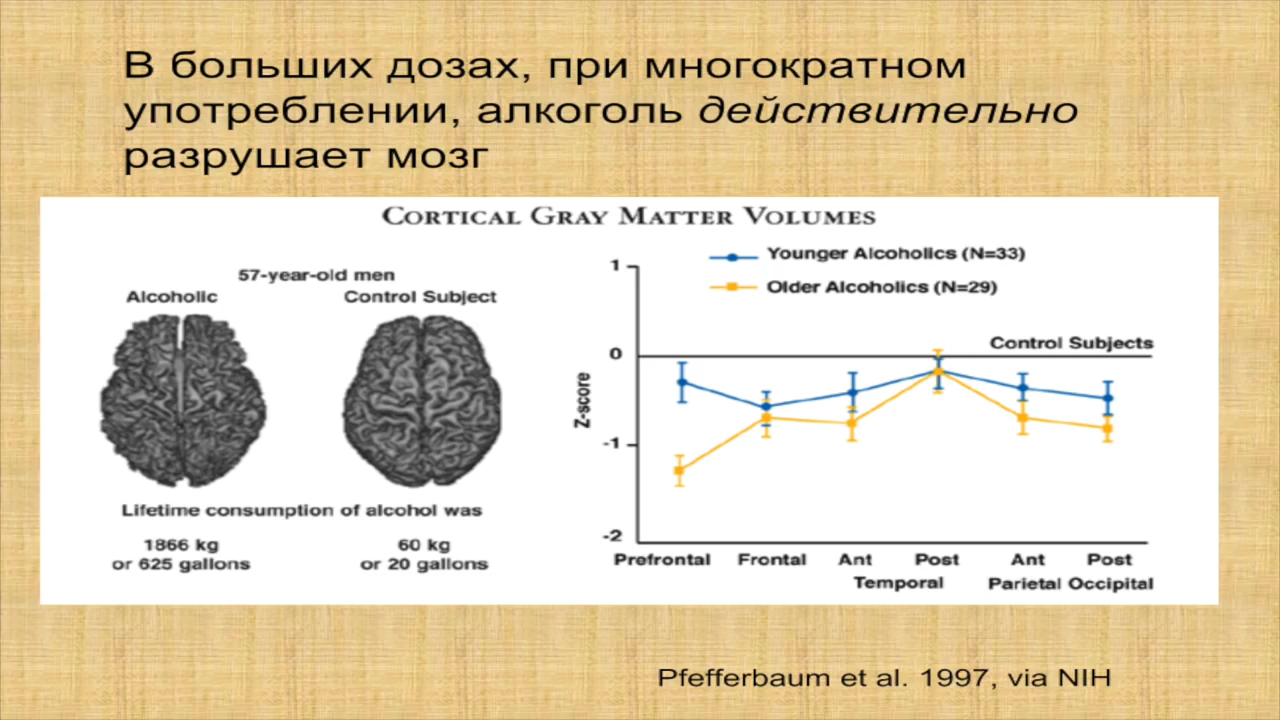 В больших дозах, при многократном
употреблении, алкоголь действительно
разрушает мозг
CORTICAL GRAY MATTER VOLUMES
57-year-old men
Alcoholic
Control Subject
Lifetime consumption of alcohol was
1866 kg
or 625 gallons
60 kg
or 20 gallons
Younger Alcoholics (N=33)
Older Alcoholics (N=29)
Control Subjects
Z-score
1
0
-1
-2
Prefrontal Frontal Ant Post Ant Post
Temporal Parietal Occipital
Pfefferbaum et al. 1997, via NIH